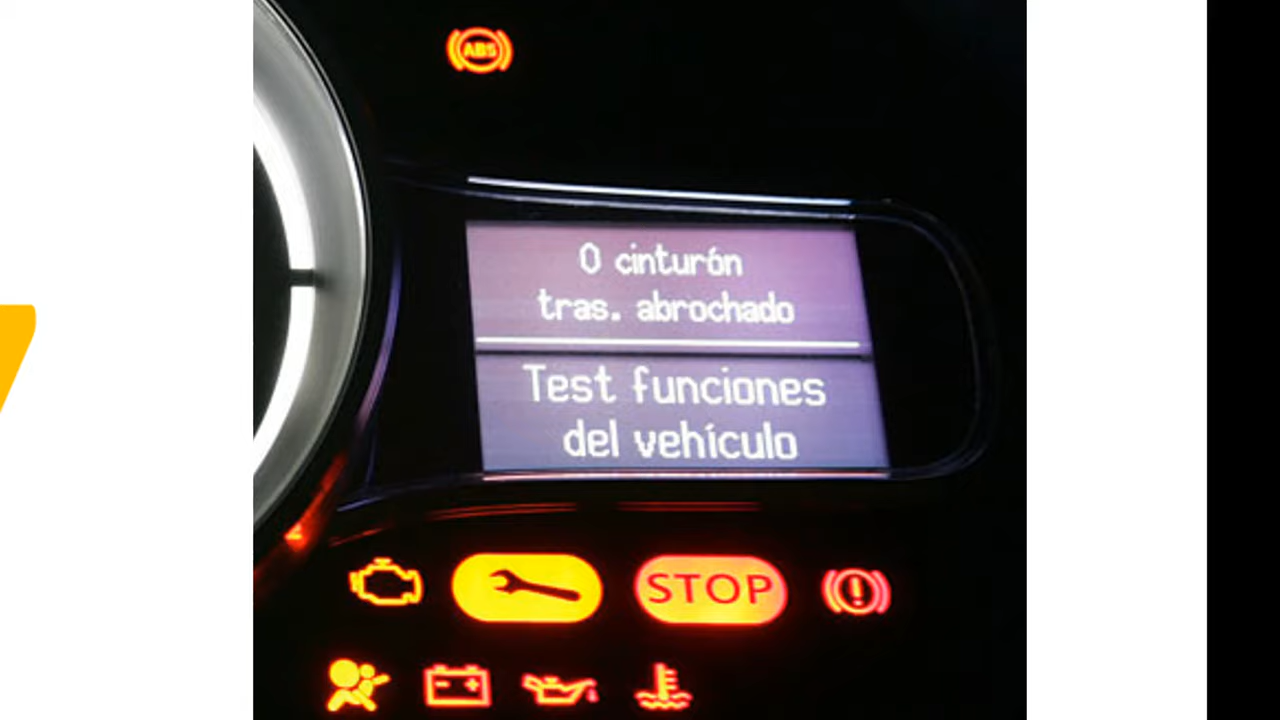 ABS
0 cinturón
tras. abrochado
Test funciones
del vehículo
STOP